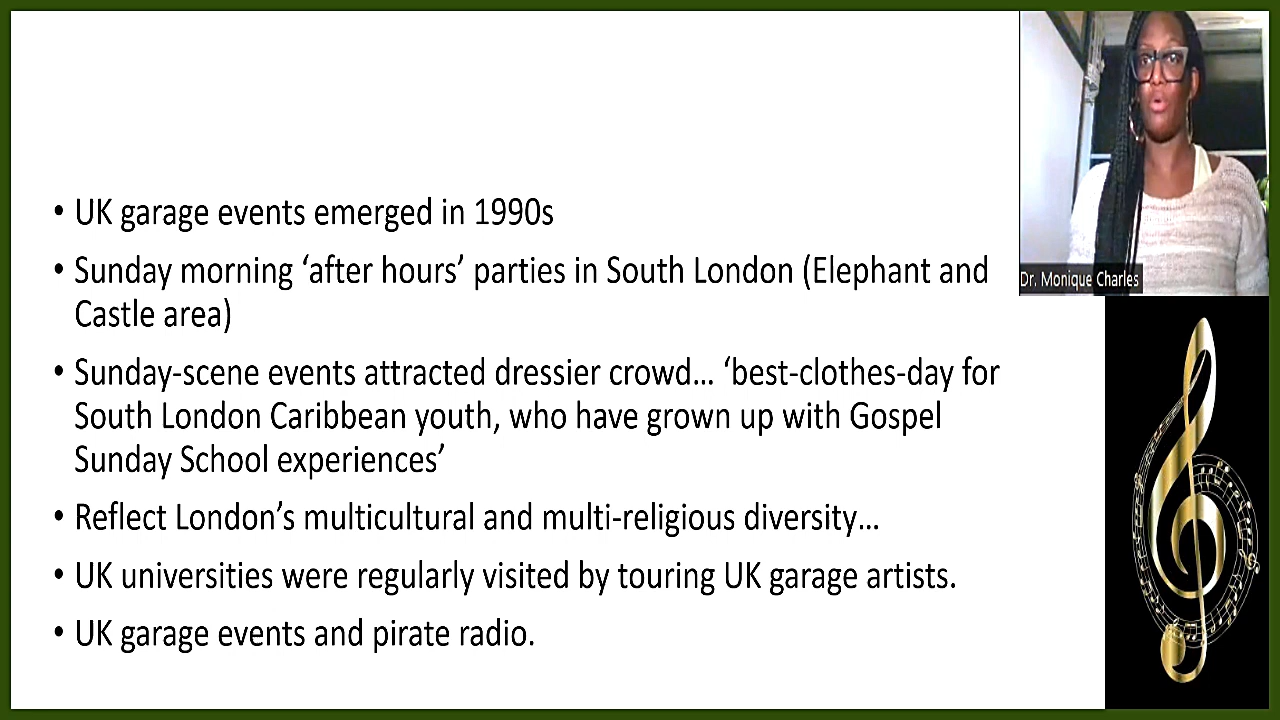 • UK garage events emerged in 1990s
• Sunday morning ‘after hours’ parties in South London (Elephant and
Castle area)
• Sunday-scene events attracted dressier crowd… ‘best-clothes-day for
South London Caribbean youth, who have grown up with Gospel
Sunday School experiences’
• Reflect London’s multicultural and multi-religious diversity…
• UK universities were regularly visited by touring UK garage artists.
• UK garage events and pirate radio.
Dr. Monique Charles